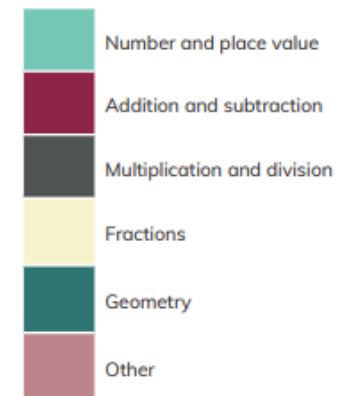 Number and place value
Addition and subtraction
Multiplication and division
Fractions
Geometry
Other